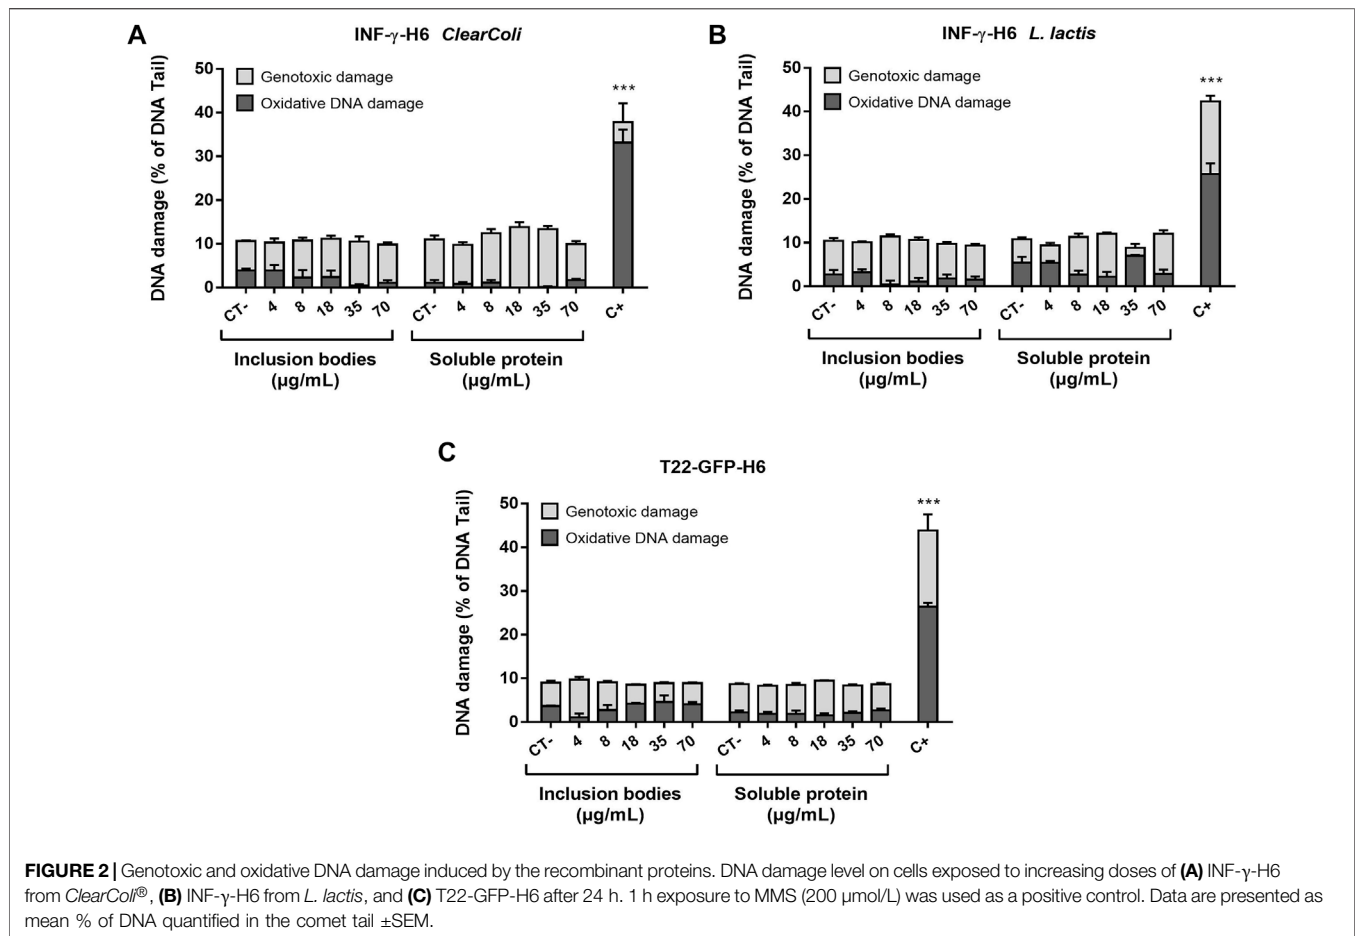 A
INF-γ-H6 ClearColi
DNA damage (% of DNA Tail)
50
40
30
20
10
0
Genotoxic damage
Oxidative DNA damage
***
CT- 4 8 18 35 70 CT- 4 8 18 35 70 C+
Inclusion bodies Soluble protein
(µg/mL) (µg/mL)
B
INF-γ-H6 L. lactis
DNA damage (% of DNA Tail)
50
40
30
20
10
0
Genotoxic damage
Oxidative DNA damage
***
CT- 4 8 18 35 70 CT- 4 8 18 35 70 C+
Inclusion bodies Soluble protein
(µg/mL) (µg/mL)
C
T22-GFP-H6
DNA damage (% of DNA Tail)
50
40
30
20
10
0
Genotoxic damage
Oxidative DNA damage
***
CT- 4 8 18 35 70 CT- 4 8 18 35 70 C+
Inclusion bodies Soluble protein
(µg/mL) (µg/mL)
FIGURE 2 | Genotoxic and oxidative DNA damage induced by the recombinant proteins. DNA damage level on cells exposed to increasing doses of (A) INF-γ-H6
from ClearColi®, (B) INF-γ-H6 from L. lactis, and (C) T22-GFP-H6 after 24 h. 1 h exposure to MMS (200 µmol/L) was used as a positive control. Data are presented as
mean % of DNA quantified in the comet tail ±SEM.